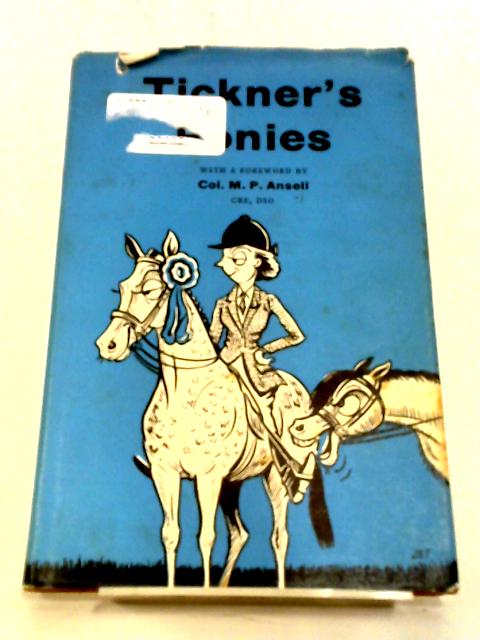 Tickner's
Ponies
WITH A FOREWORD BY
Col. M. P. Ansell
CBE, DSO